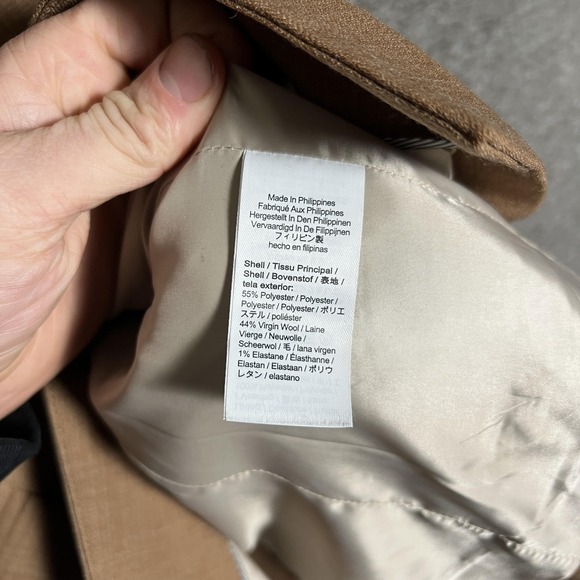 Made In Philippines
Fabriqué Aux Philippines
Hergestellt In Den Philippinen
Vervaardigd In De Filippijnen
フィリピン製
hecho en filipinas
Shell / Tissu Principal /
Shell / Bovenstof / 表地 /
tela exterior:
55% Polyester / Polyester /
Polyester / Polyester / ポリエ
ステル / poliéster
44% Virgin Wool / Laine
Vierge / Neuwolle /
Scheerwol / 毛 / lana virgen
1% Elastane / Élasthanne /
Elastan / Elastaan / ポリウ
レタン / elastano